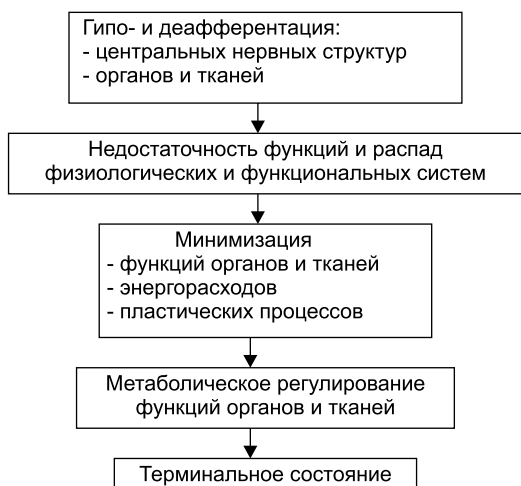 Гипо- и деафферентация:
- центральных нервных структур
- органов и тканей
Недостаточность функций и распад
физиологических и функциональных систем
Минимизация
- функций органов и тканей
- энергорасходов
- пластических процессов
Метаболическое регулирование
функций органов и тканей
Терминальное состояние